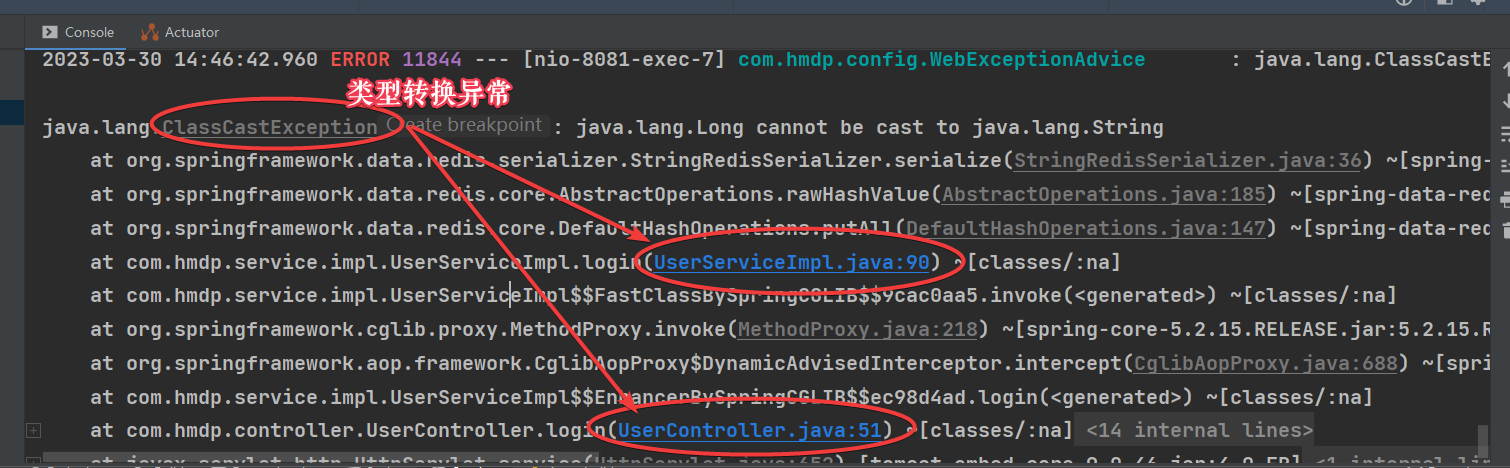 Console Actuator
2023-03-30 14:46:42.960 ERROR 11844 --- [nio-8081-exec-7] com.hmdp.config.WebExceptionAdvice : java.lang.ClassCastE
类型转换异常
java.lang.ClassCastException Create breakpoint : java.lang.Long cannot be cast to java.lang.String
at org.springframework.data.redis.serializer.StringRedisSerializer.serialize(StringRedisSerializer.java:36) ~[spring-
at org.springframework.data.redis.core.AbstractOperations.rawHashValue(AbstractOperations.java:185) ~[spring-data-red
at org.springframework.data.redis.core.DefaultHashOperations.putAll(DefaultHashOperations.java:147) ~[spring-data-red
at com.hmdp.service.impl.UserServiceImpl.login(UserServiceImpl.java:90) ~[classes/:na]
at com.hmdp.service.impl.UserServiceImpl$$FastClassBySpringCGLIB$$9cac0aa5.invoke(<generated>) ~[classes/:na]
at org.springframework.cglib.proxy.MethodProxy.invoke(MethodProxy.java:218) ~[spring-core-5.2.15.RELEASE.jar:5.2.15.R
at org.springframework.aop.framework.CglibAopProxy$DynamicAdvisedInterceptor.intercept(CglibAopProxy.java:688) ~[spri
at com.hmdp.service.impl.UserServiceImpl$$EnhancerBySpringCGLIB$$ec98d4ad.login(<generated>) ~[classes/:na]
at com.hmdp.controller.UserController.login(UserController.java:51) ~[classes/:na] <14 internal lines>